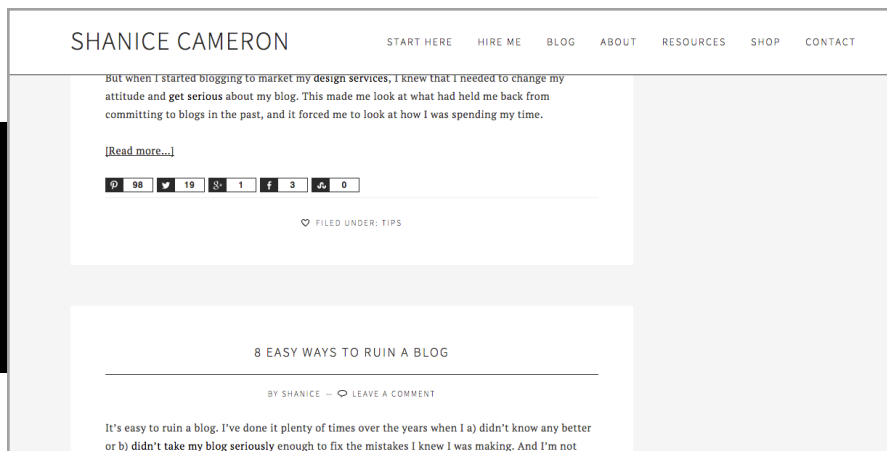 SHANICE CAMERON
START HERE HIRE ME BLOG ABOUT RESOURCES SHOP CONTACT
But when I started blogging to market my design services, I knew that I needed to change my
attitude and get serious about my blog. This made me look at what had held me back from
committing to blogs in the past, and it forced me to look at how I was spending my time.
[Read more...]
98 19 1 3 0
FILED UNDER: TIPS
8 EASY WAYS TO RUIN A BLOG
BY SHANICE — LEAVE A COMMENT
It's easy to ruin a blog. I've done it plenty of times over the years when I a) didn't know any better
or b) didn't take my blog seriously enough to fix the mistakes I knew I was making. And I'm not